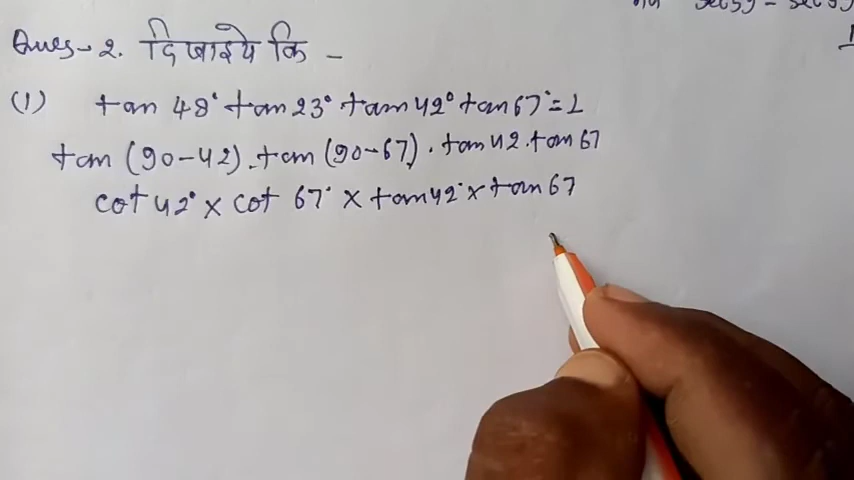 Ques-2. दिखाइये कि -
(1) tan 48° tan 23° tan 42° tan 67° = 1
tan (90-42). tan (90-67). tan 42. tan 67
cot 42° × cot 67° × tan 42° × tan 67